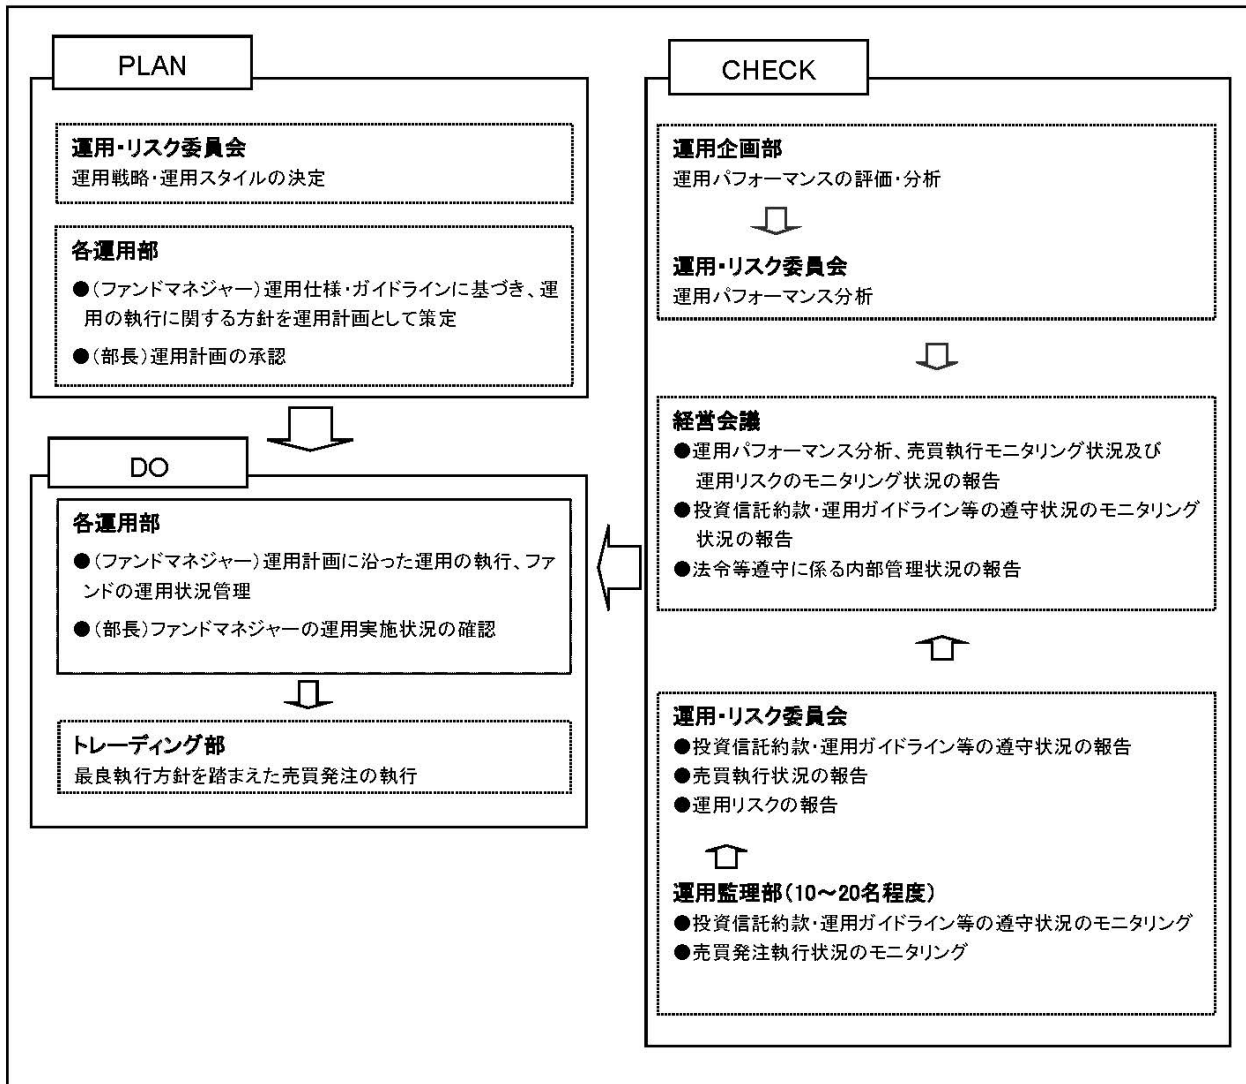 PLAN
運用・リスク委員会
運用戦略・運用スタイルの決定
各運用部
●(ファンドマネジャー)運用仕様・ガイドラインに基づき、運
用の執行に関する方針を運用計画として策定
●(部長)運用計画の承認
DO
各運用部
●(ファンドマネジャー)運用計画に沿った運用の執行、ファ
ンドの運用状況管理
●(部長)ファンドマネジャーの運用実施状況の確認
トレーディング部
最良執行方針を踏まえた売買発注の執行
CHECK
運用企画部
運用パフォーマンスの評価・分析
運用・リスク委員会
運用パフォーマンス分析
経営会議
●運用パフォーマンス分析、売買執行モニタリング状況及び
運用リスクのモニタリング状況の報告
●投資信託約款・運用ガイドライン等の遵守状況のモニタリング
状況の報告
●法令等遵守に係る内部管理状況の報告
運用・リスク委員会
●投資信託約款・運用ガイドライン等の遵守状況の報告
●売買執行状況の報告
●運用リスクの報告
運用監理部(10～20名程度)
●投資信託約款・運用ガイドライン等の遵守状況のモニタリング
●売買発注執行状況のモニタリング